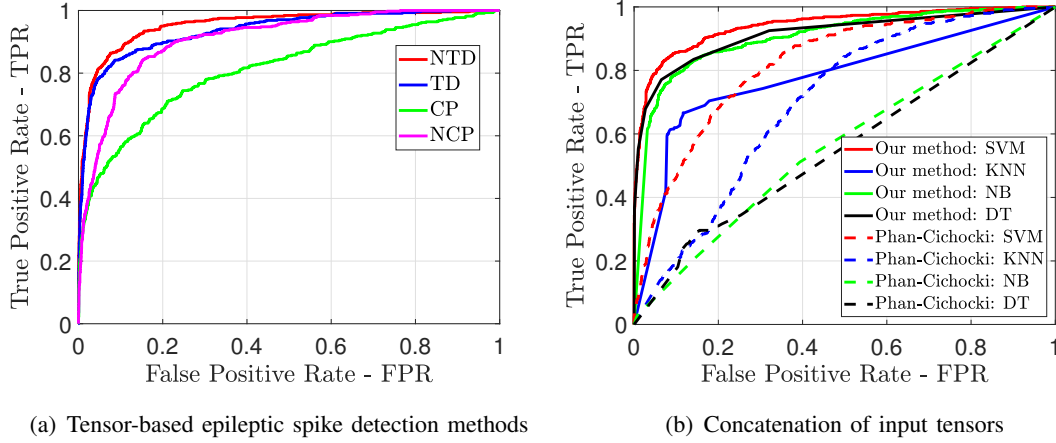 True Positive Rate - TPR
1
0.8
0.6
0.4
0.2
0
0
0.2
0.4
0.6
0.8
1
False Positive Rate - FPR
NTD
TD
CP
NCP
(a) Tensor-based epileptic spike detection methods
True Positive Rate - TPR
1
0.8
0.6
0.4
0.2
0
0
0.2
0.4
0.6
0.8
1
False Positive Rate - FPR
Our method: SVM
Our method: KNN
Our method: NB
Our method: DT
Phan-Cichocki: SVM
Phan-Cichocki: KNN
Phan-Cichocki: NB
Phan-Cichocki: DT
(b) Concatenation of input tensors